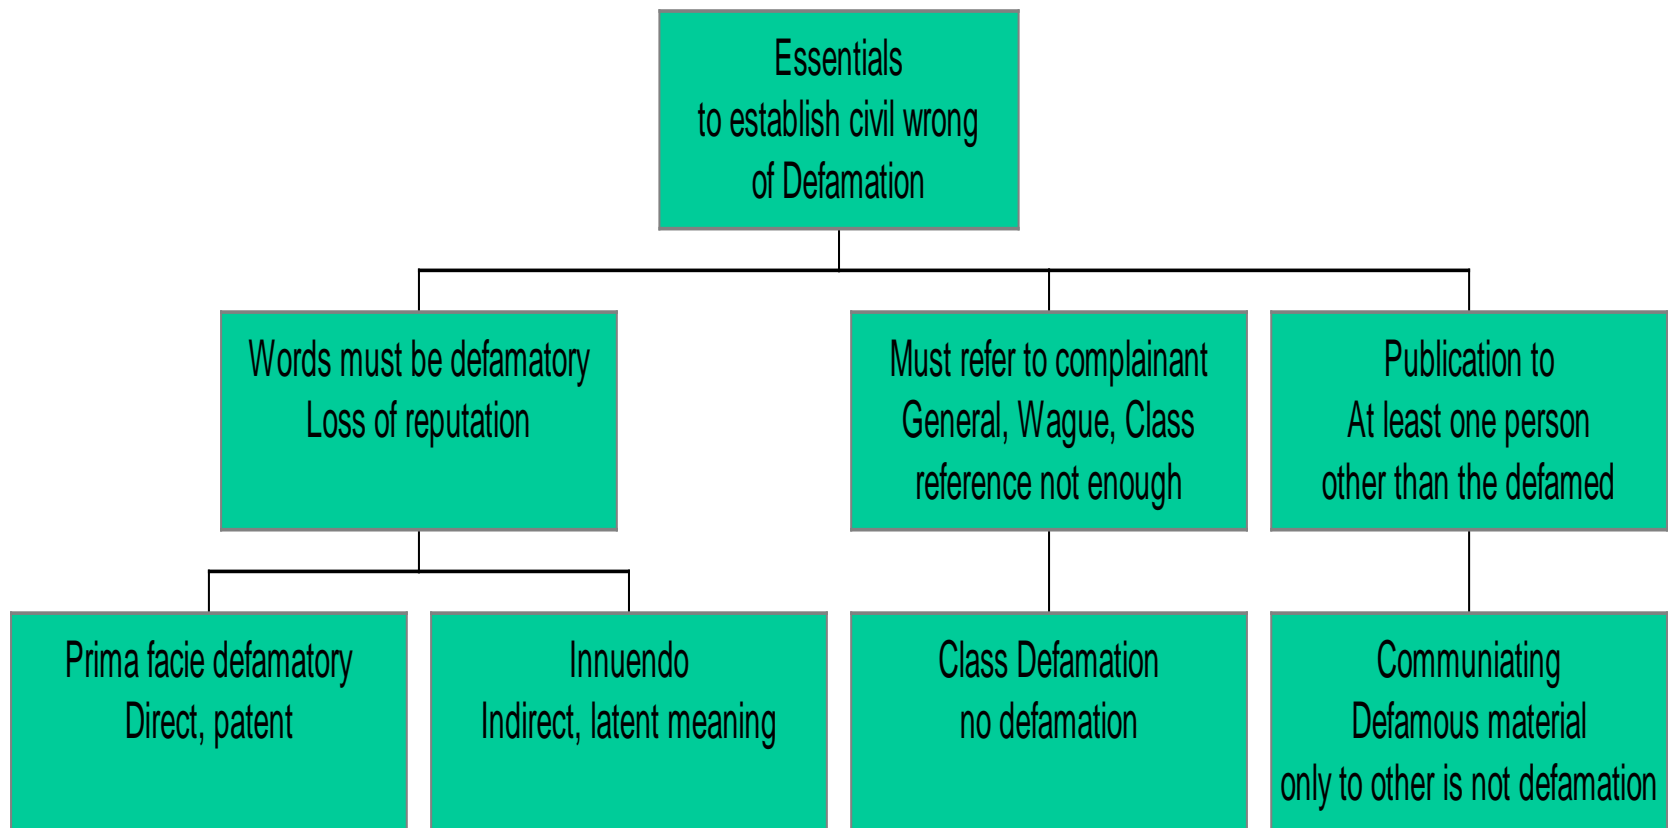 Essentials
to establish civil wrong
of Defamation
Words must be defamatory
Loss of reputation
Must refer to complainant
General, Wague, Class
reference not enough
Publication to
At least one person
other than the defamed
Prima facie defamatory
Direct, patent
Innuendo
Indirect, latent meaning
Class Defamation
no defamation
Communiating
Defamous material
only to other is not defamation